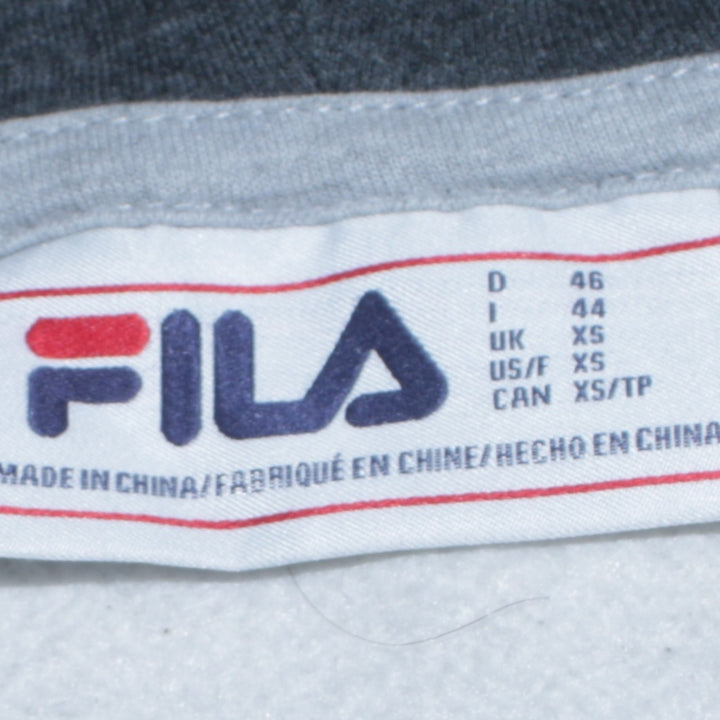 FILA
D 46
I 44
UK XS
US/F XS
CAN XS/TP
MADE IN CHINA/FABRIQUÉ EN CHINE/HECHO EN CHINA